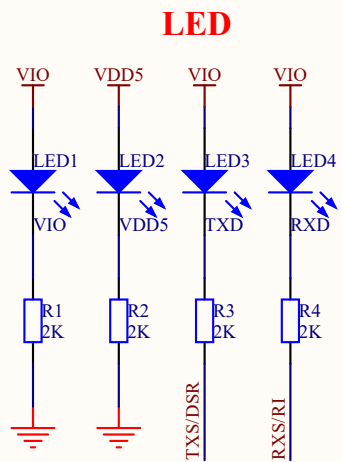 LED
VIO VDD5 VIO VIO
LED1 LED2 LED3 LED4
VIO VDD5 TXD RXD
R1 R2 R3 R4
2K 2K 2K 2K
TXS/DSR RXS/RI